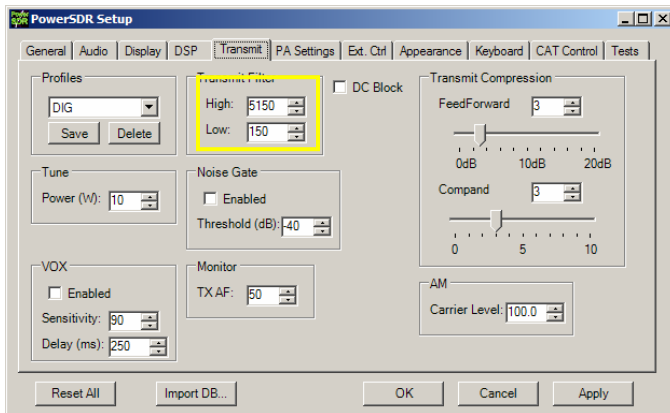 PowerSDR Setup
General Audio Display DSP Transmit PA Settings Ext. Ctrl Appearance Keyboard CAT Control Tests
Profiles
DIG
Save Delete
Transmit Filter
High: 5150
Low: 150
DC Block
Transmit Compression
FeedForward 3
0dB 10dB 20dB
Compand 3
0 5 10
Tune
Power (W): 10
Noise Gate
Enabled
Threshold (dB): -40
VOX
Enabled
Sensitivity: 90
Delay (ms): 250
Monitor
TX AF: 50
AM
Carrier Level: 100.0
Reset All Import DB... OK Cancel Apply